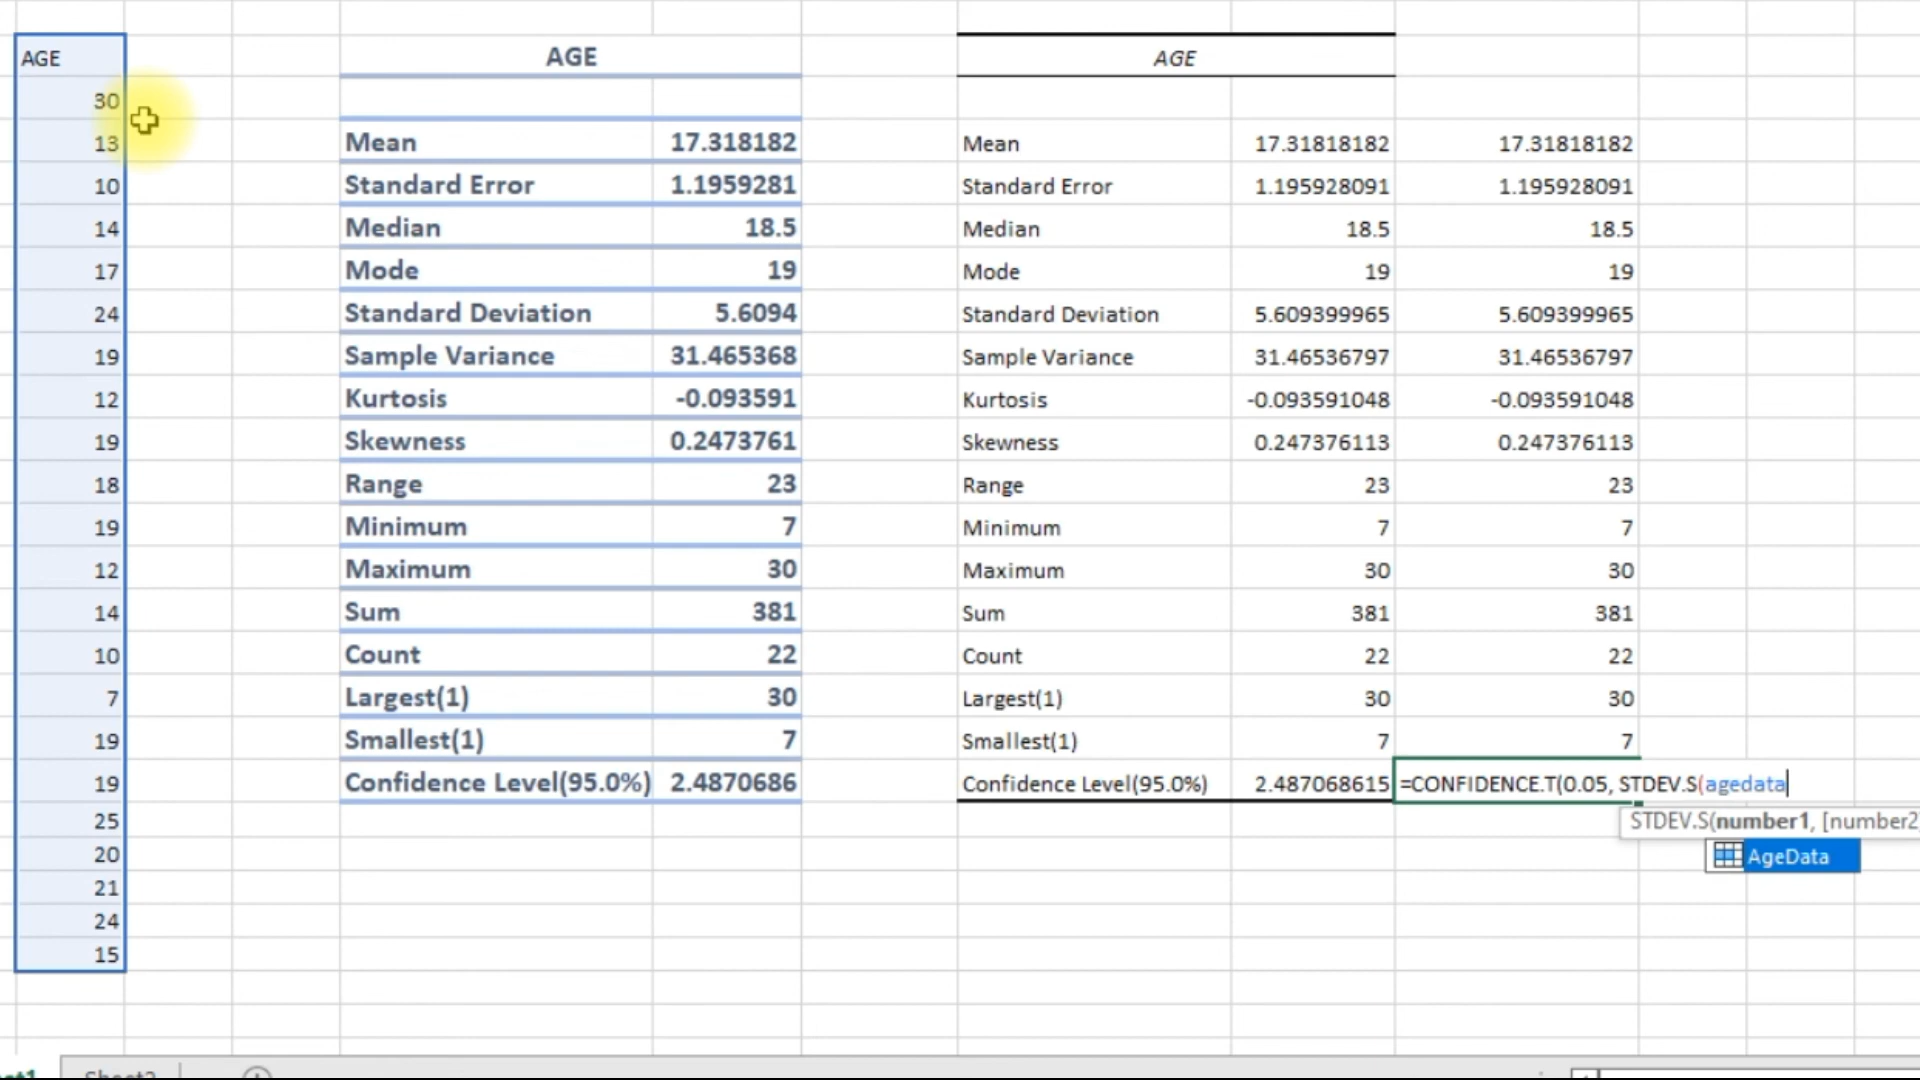 AGE AGE AGE
30
13 Mean 17.318182 Mean 17.31818182 17.31818182
10 Standard Error 1.1959281 Standard Error 1.195928091 1.195928091
14 Median 18.5 Median 18.5 18.5
17 Mode 19 Mode 19 19
24 Standard Deviation 5.6094 Standard Deviation 5.609399965 5.609399965
19 Sample Variance 31.465368 Sample Variance 31.46536797 31.46536797
12 Kurtosis -0.093591 Kurtosis -0.093591048 -0.093591048
19 Skewness 0.2473761 Skewness 0.247376113 0.247376113
18 Range 23 Range 23 23
19 Minimum 7 Minimum 7 7
12 Maximum 30 Maximum 30 30
14 Sum 381 Sum 381 381
10 Count 22 Count 22 22
7 Largest(1) 30 Largest(1) 30 30
19 Smallest(1) 7 Smallest(1) 7 7
19 Confidence Level(95.0%) 2.4870686 Confidence Level(95.0%) 2.487068615 =CONFIDENCE.T(0.05, STDEV.S(agedata
25 STDEV.S(number1, [number2]
20 AgeData
21
24
15